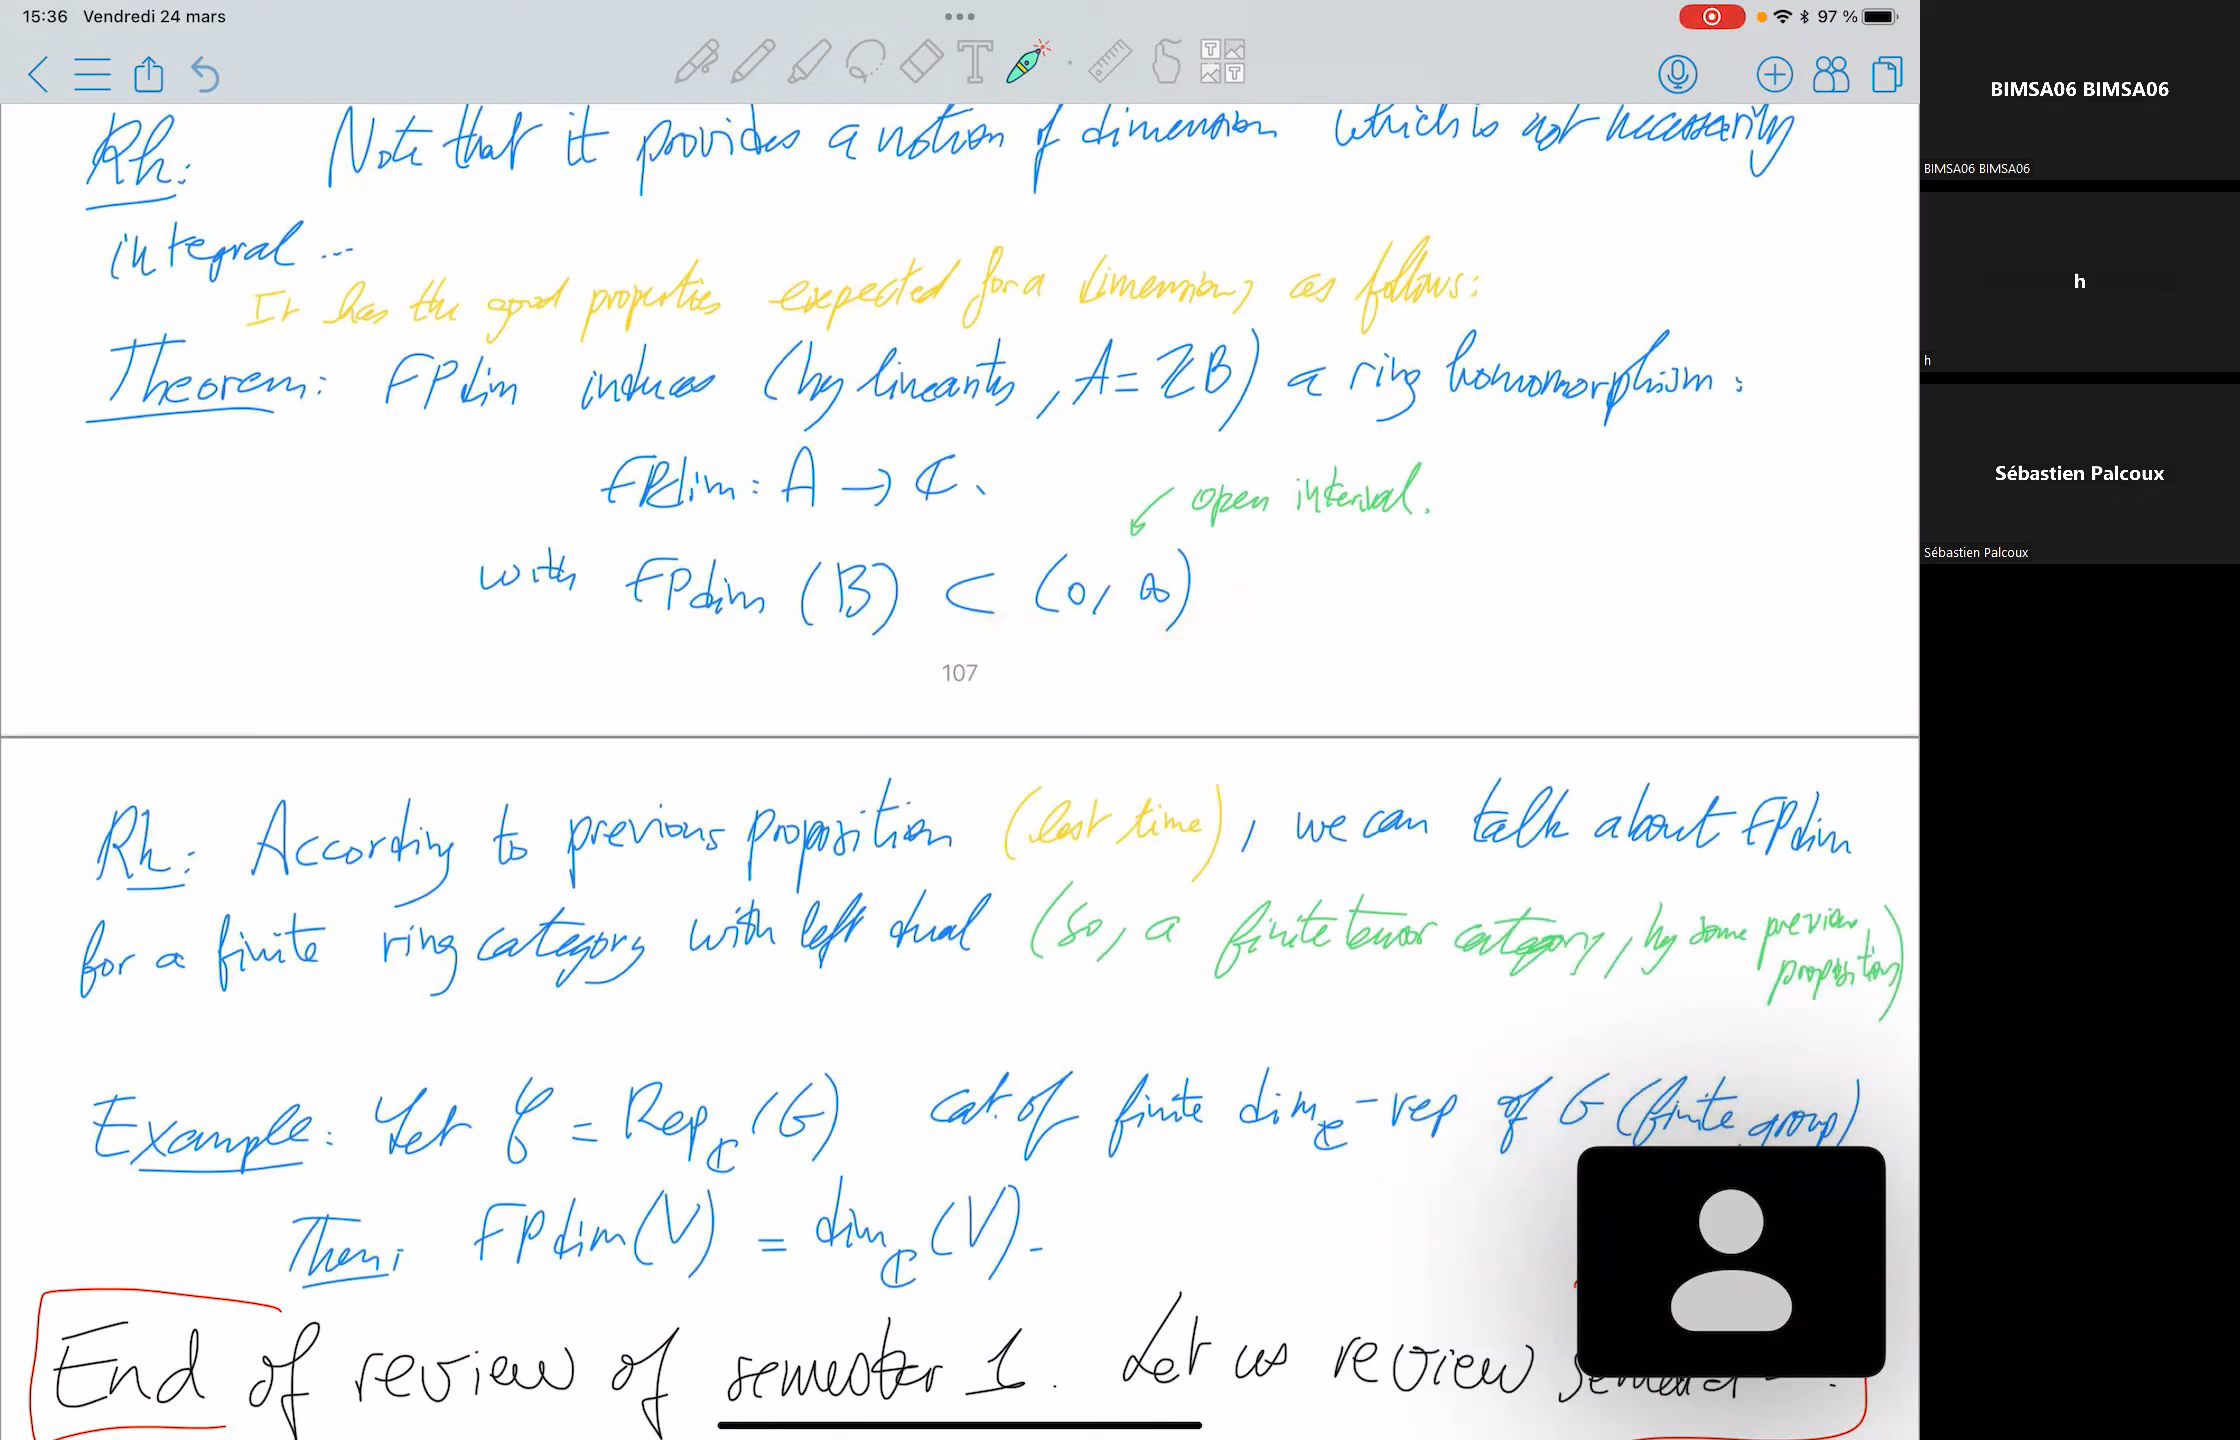 15:36 Vendredi 24 mars
97 %
Rk: Note that it provides a notion of dimension which is not necessarily
integral ...
It has the good properties expected for a dimension, as follows:
Theorem: FPdim induces (by linearity, A = ℤB) a ring homomorphism:
FPdim: A → ℂ.
open interval.
with FPdim (B) ⊂ (0, ∞)
107
Rk: According to previous proposition (last time), we can talk about FPdim
for a finite ring category with left dual (so, a finite tensor category, by some previous
proposition)
Example: Let 𝒞 = Rep_ℂ (G) cat. of finite dim_ℂ-rep of G (finite group)
Then: FPdim(V) = dim_ℂ (V).
End of review of semester 1. Let us review
BIMSA06 BIMSA06
BIMSA06 BIMSA06
h
h
Sébastien Palcoux
Sébastien Palcoux